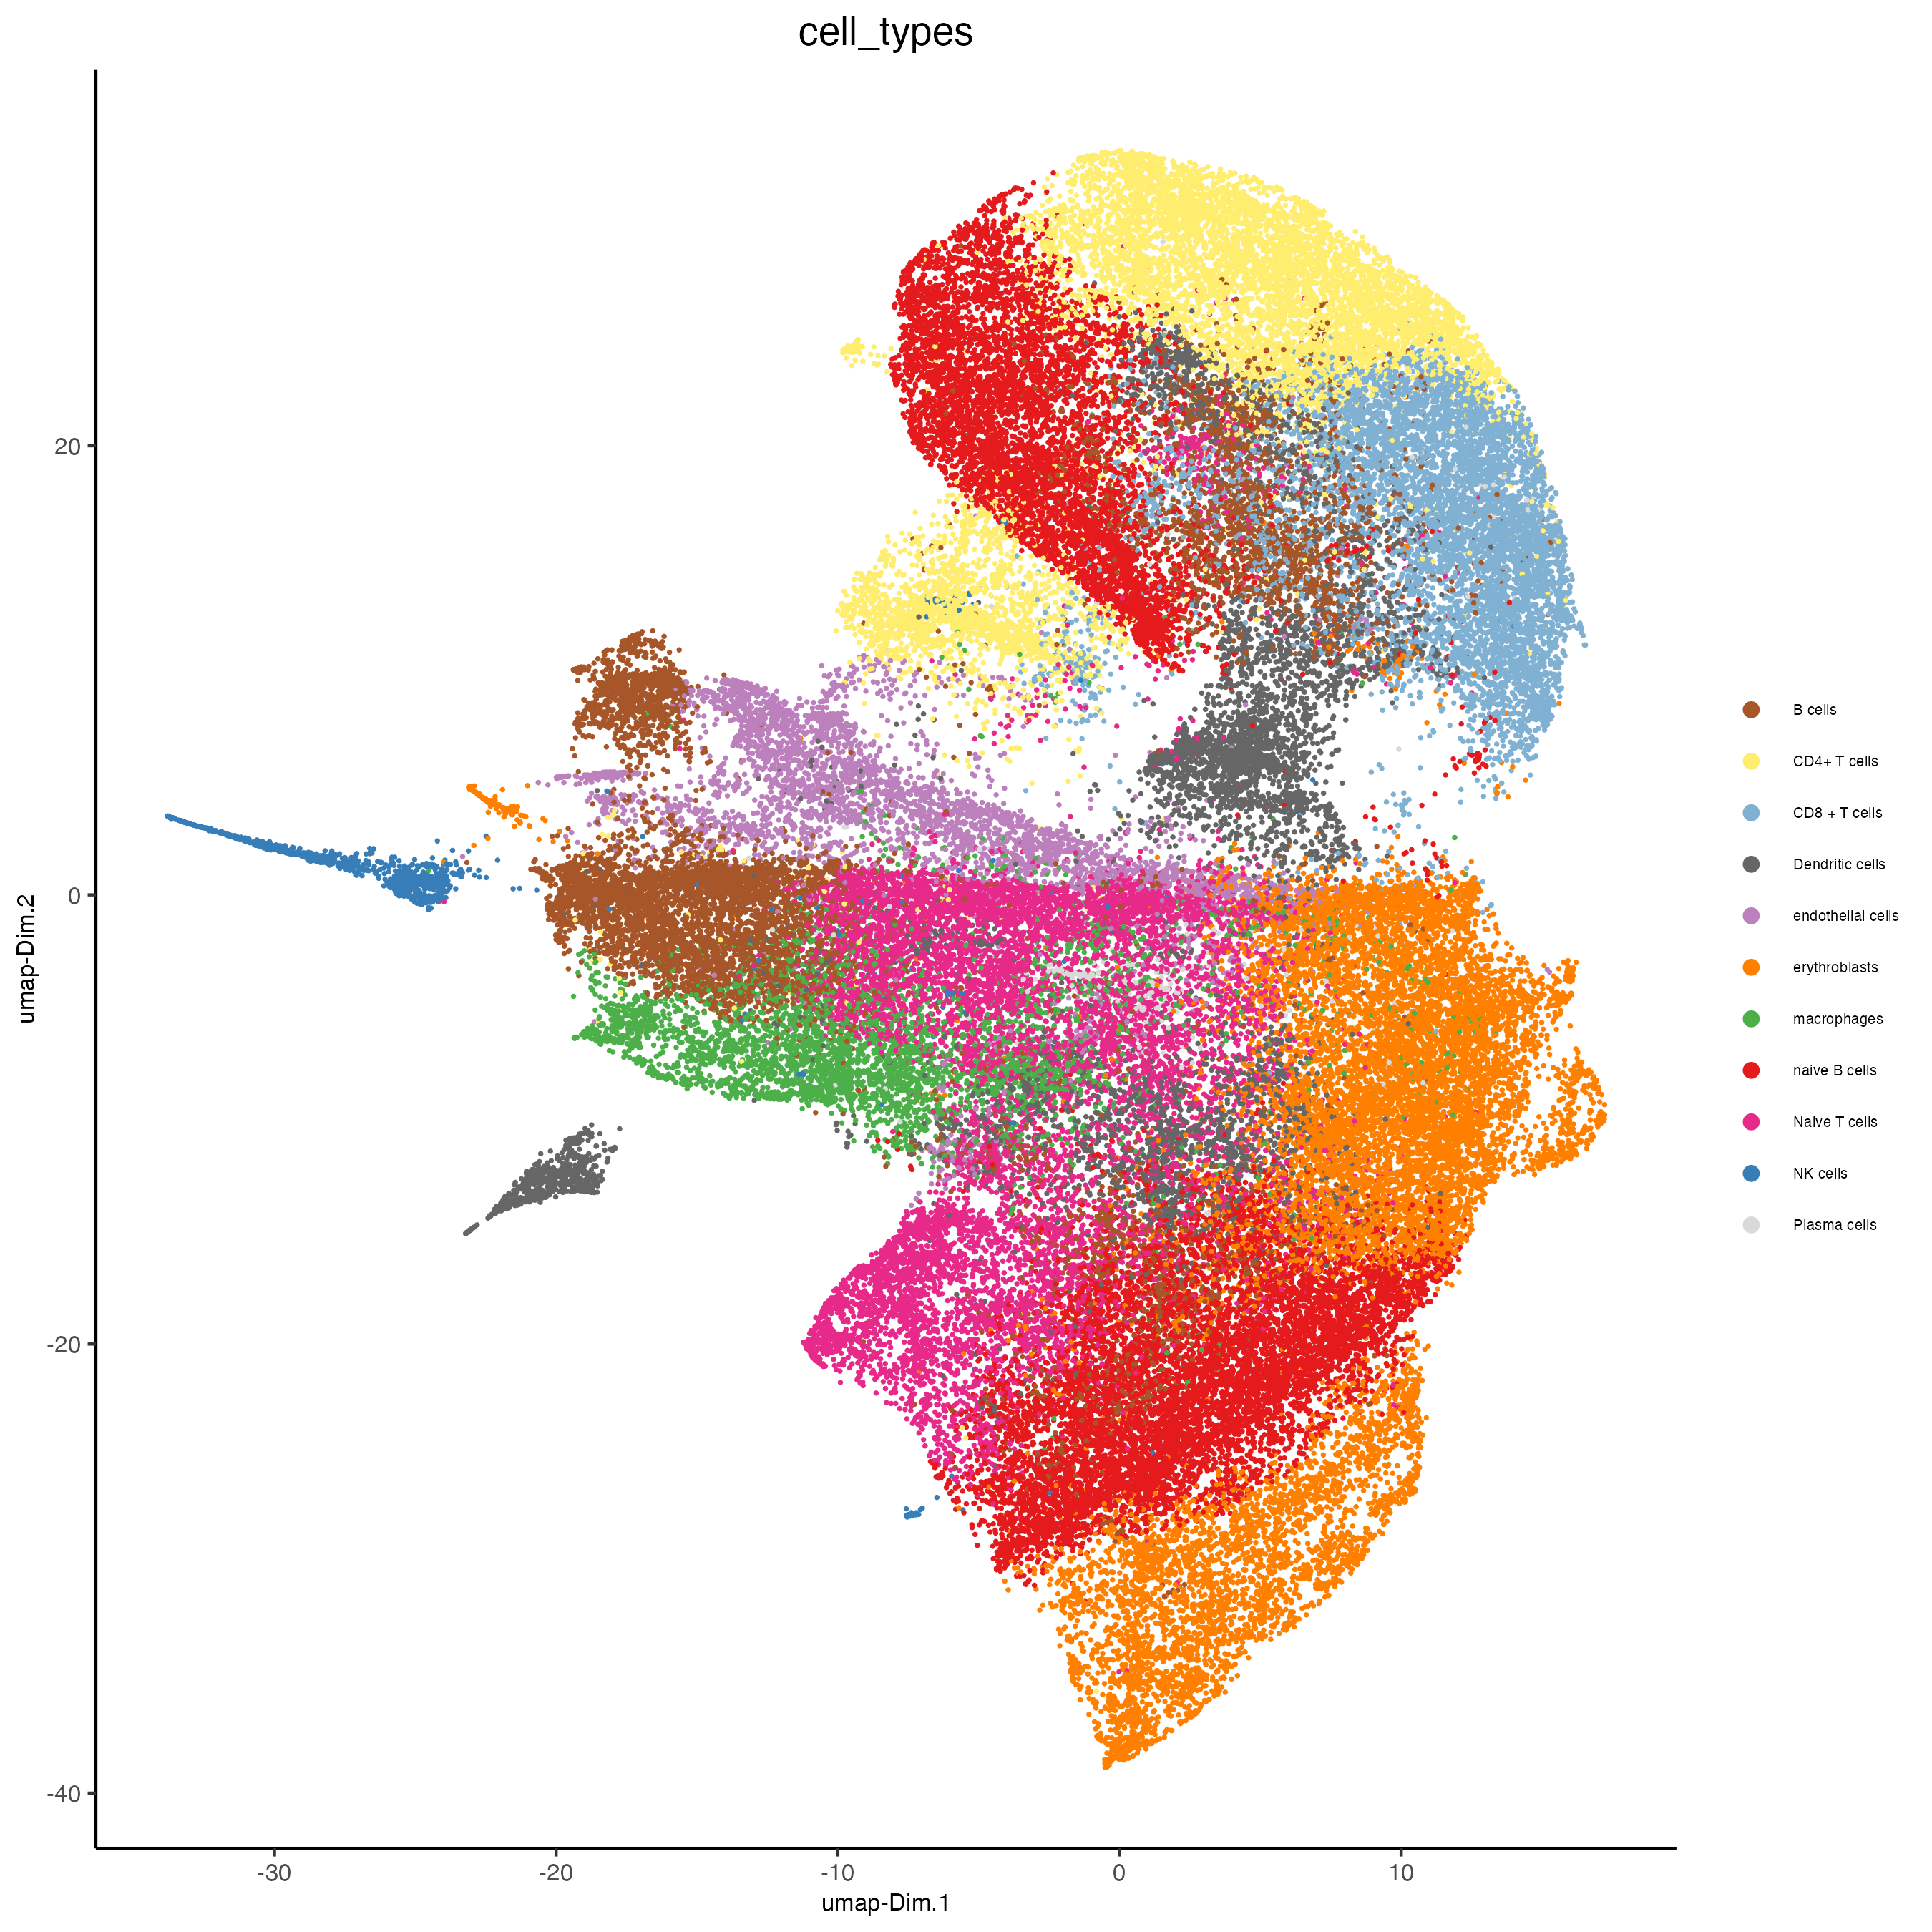 cell_types
20
0
-20
-40
umap-Dim.2
-30
-20
-10
0
10
umap-Dim.1
B cells
CD4+ T cells
CD8 + T cells
Dendritic cells
endothelial cells
erythroblasts
macrophages
naive B cells
Naive T cells
NK cells
Plasma cells